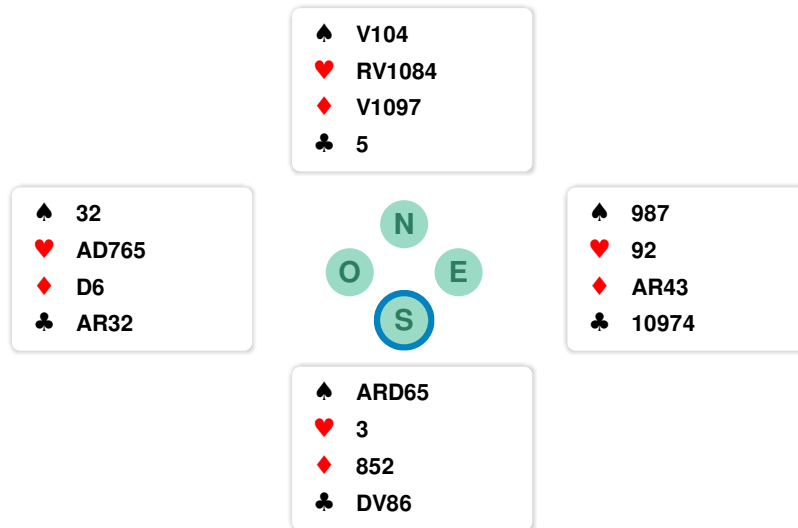 ♠ V104
♥ RV1084
♦ V1097
♣ 5
♠ 32
♥ AD765
♦ D6
♣ AR32
N
O E
S
♠ 987
♥ 92
♦ AR43
♣ 10974
♠ ARD65
♥ 3
♦ 852
♣ DV86